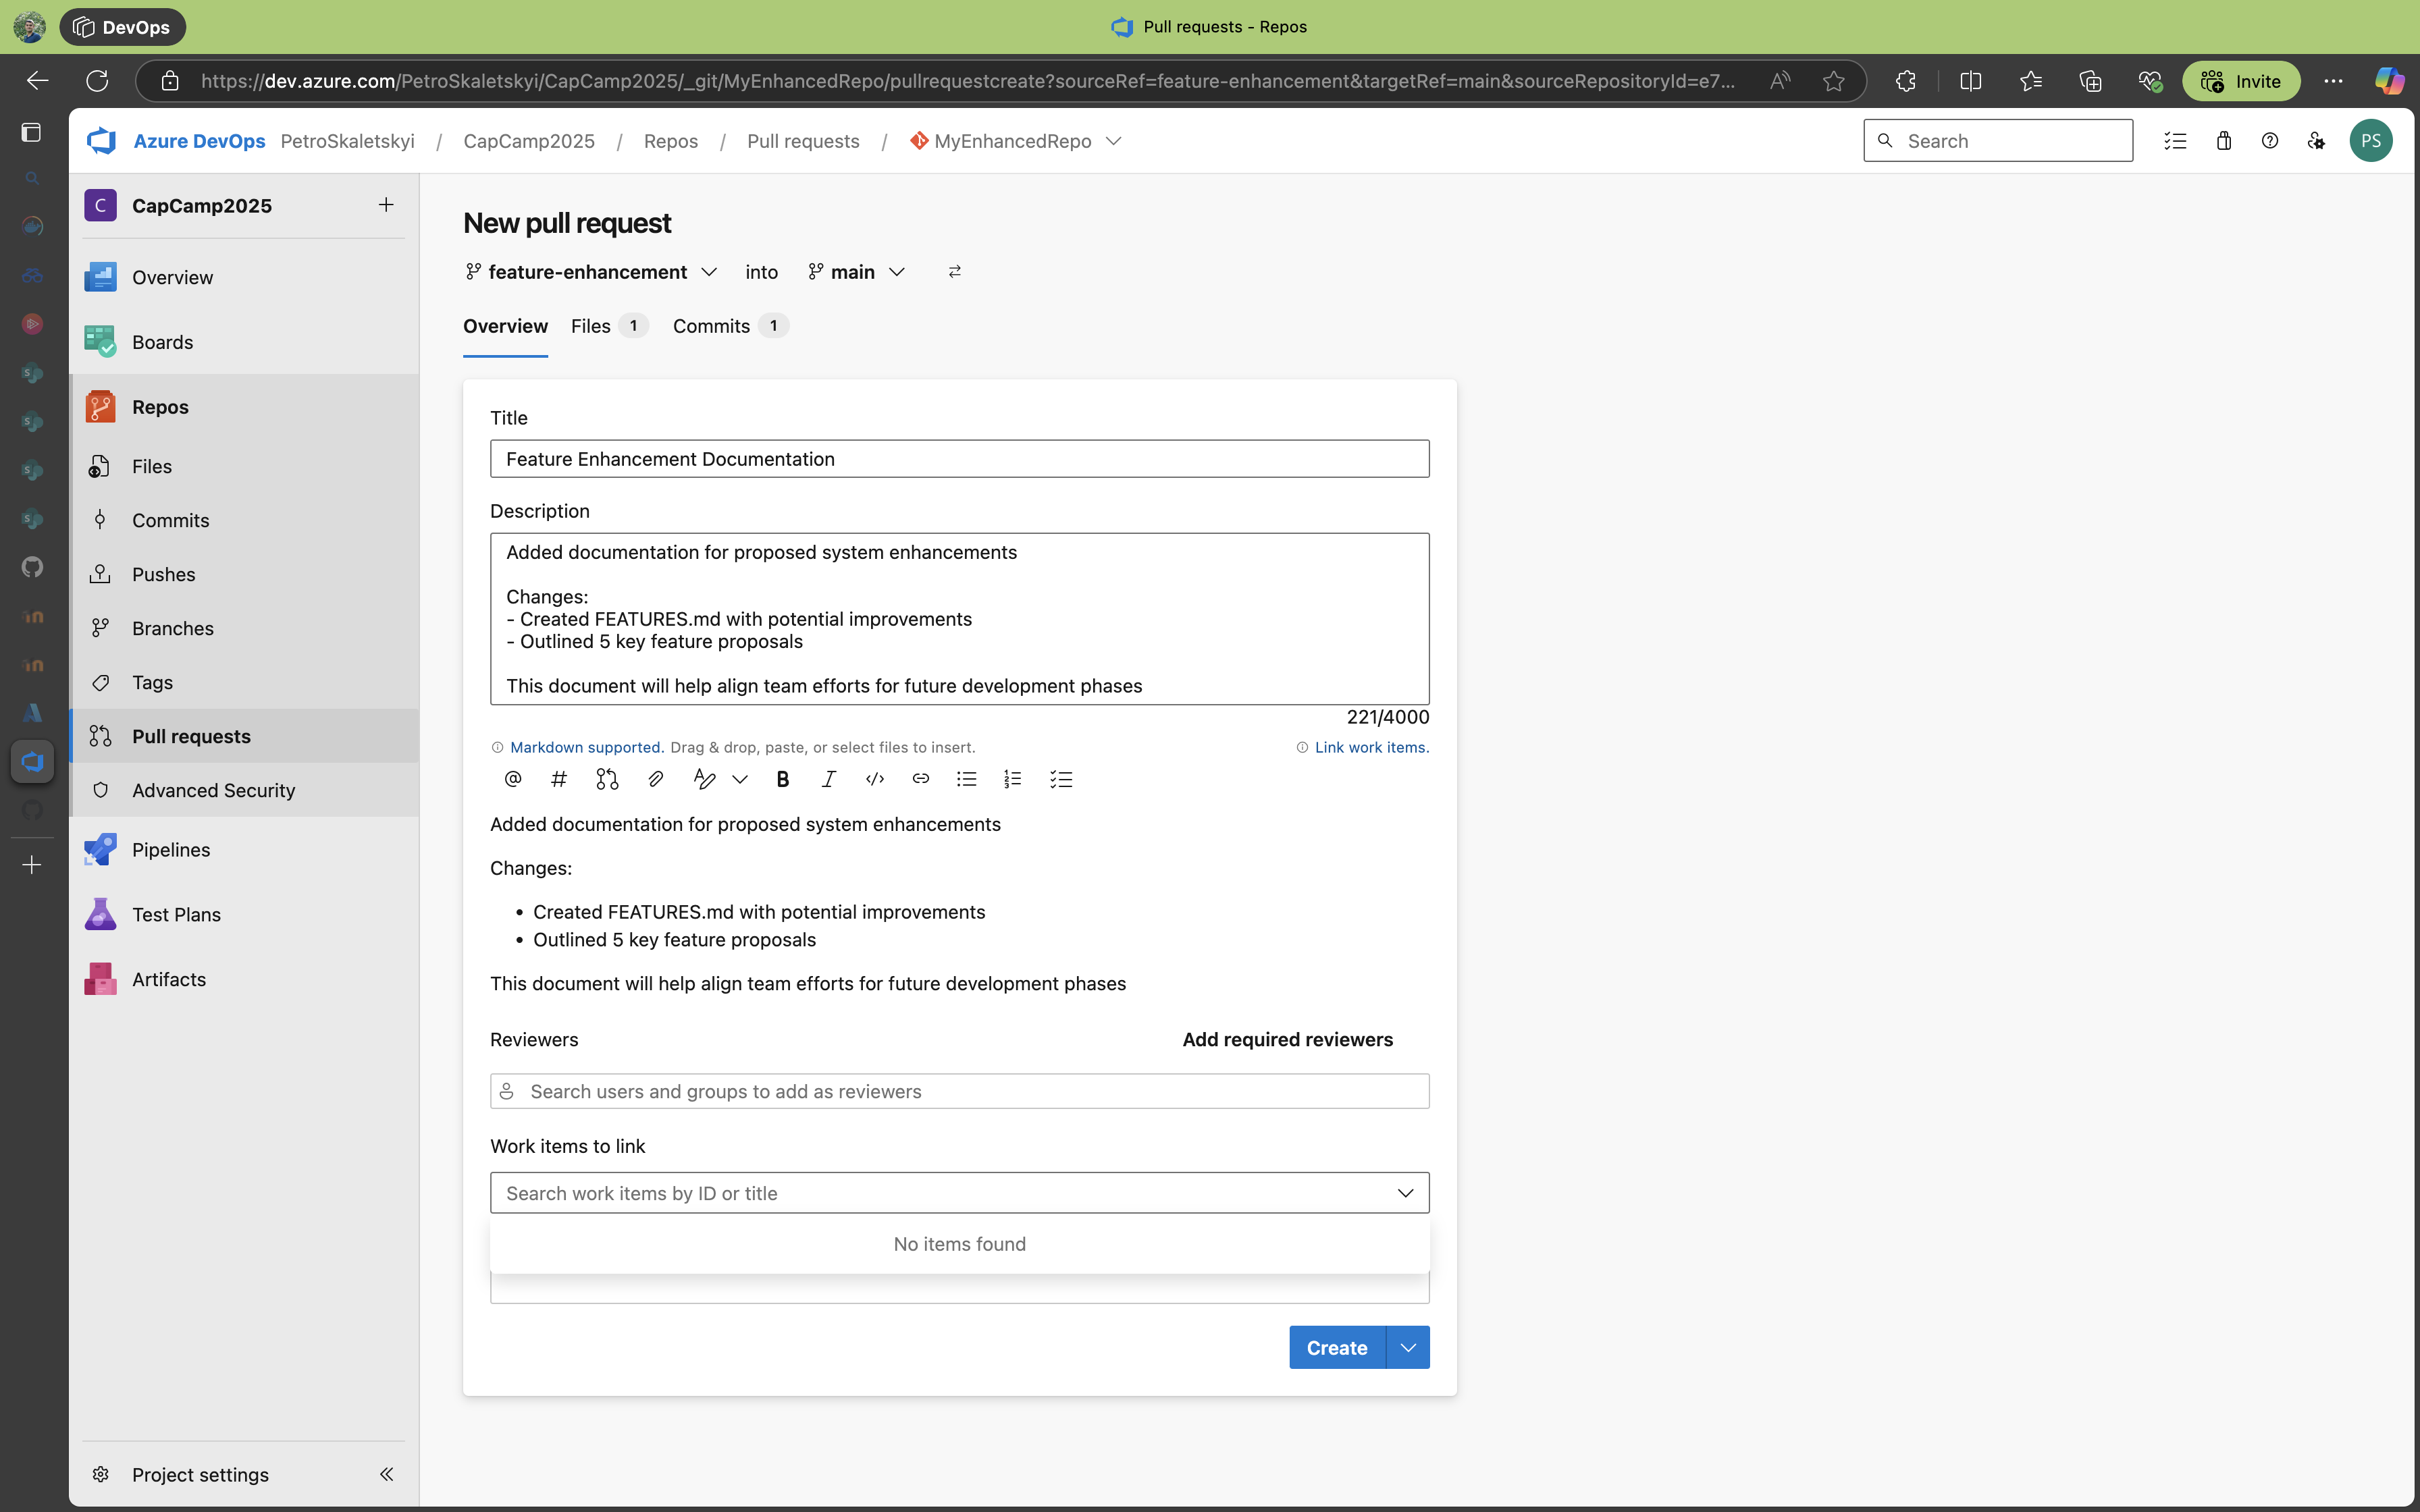 DevOps
Pull requests - Repos
https://dev.azure.com/PetroSkaletskyi/CapCamp2025/_git/MyEnhancedRepo/pullrequestcreate?sourceRef=feature-enhancement&targetRef=main&sourceRepositoryId=e7...
Invite
Azure DevOps PetroSkaletskyi / CapCamp2025 / Repos / Pull requests / MyEnhancedRepo
Search
PS
C CapCamp2025
Overview
Boards
Repos
Files
Commits
Pushes
Branches
Tags
Pull requests
Advanced Security
Pipelines
Test Plans
Artifacts
Project settings
New pull request
feature-enhancement into main
Overview Files 1 Commits 1
Title
Feature Enhancement Documentation
Description
Added documentation for proposed system enhancements
Changes:
- Created FEATURES.md with potential improvements
- Outlined 5 key feature proposals
This document will help align team efforts for future development phases
221/4000
Markdown supported. Drag & drop, paste, or select files to insert.
Link work items.
Added documentation for proposed system enhancements
Changes:
• Created FEATURES.md with potential improvements
• Outlined 5 key feature proposals
This document will help align team efforts for future development phases
Reviewers
Add required reviewers
Search users and groups to add as reviewers
Work items to link
Search work items by ID or title
No items found
Create